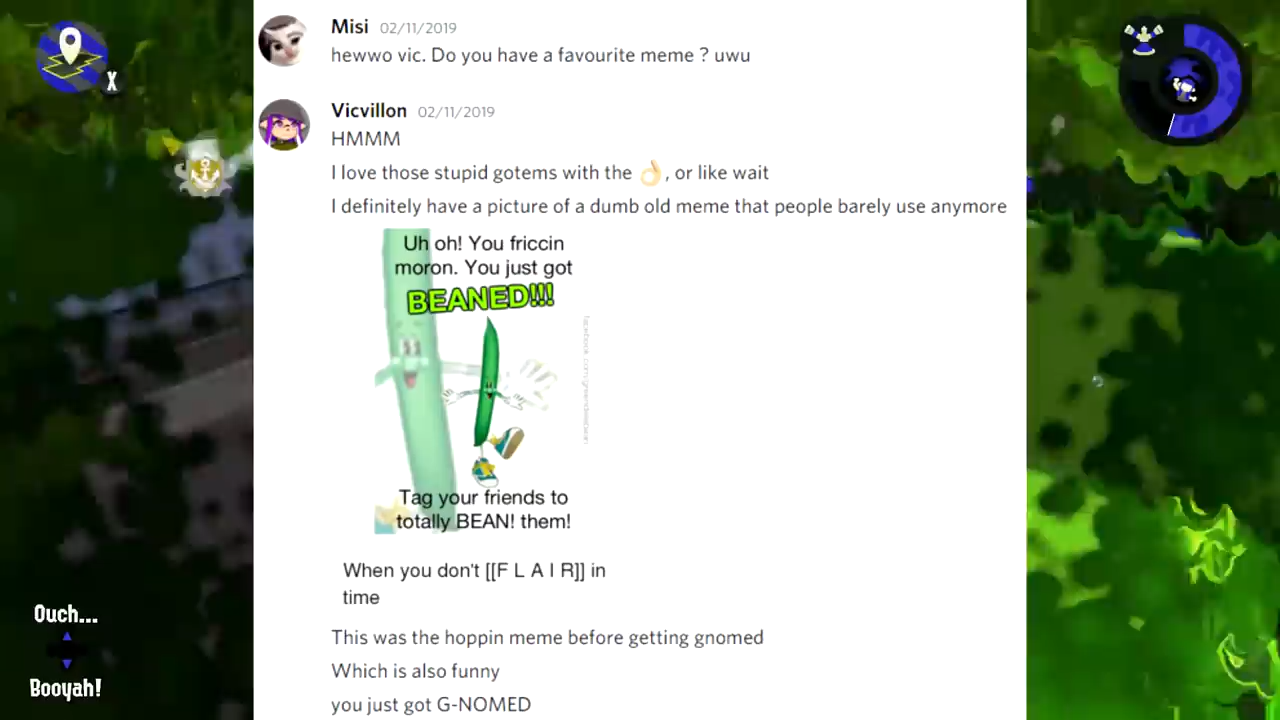 Misi 02/11/2019
hewwo vic. Do you have a favourite meme ? uwu
X
Vicvillon 02/11/2019
HMMM
I love those stupid gotems with the 👌, or like wait
I definitely have a picture of a dumb old meme that people barely use anymore
Uh oh! You friccin
moron. You just got
BEANED!!!
Tag your friends to
totally BEAN! them!
When you don't [[F L A I R]] in
time
This was the hoppin meme before getting gnomed
Which is also funny
you just got G-NOMED
Ouch...
Booyah!